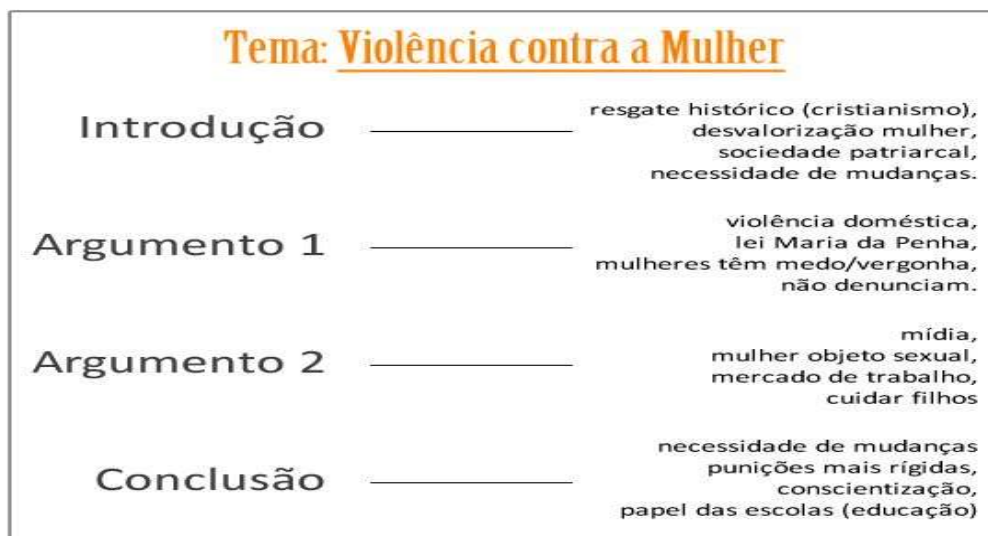 Tema: Violência contra a Mulher
Introdução
resgate histórico (cristianismo),
desvalorização mulher,
sociedade patriarcal,
necessidade de mudanças.
Argumento 1
violência doméstica,
lei Maria da Penha,
mulheres têm medo/vergonha,
não denunciam.
Argumento 2
mídia,
mulher objeto sexual,
mercado de trabalho,
cuidar filhos
Conclusão
necessidade de mudanças
punições mais rígidas,
conscientização,
papel das escolas (educação)